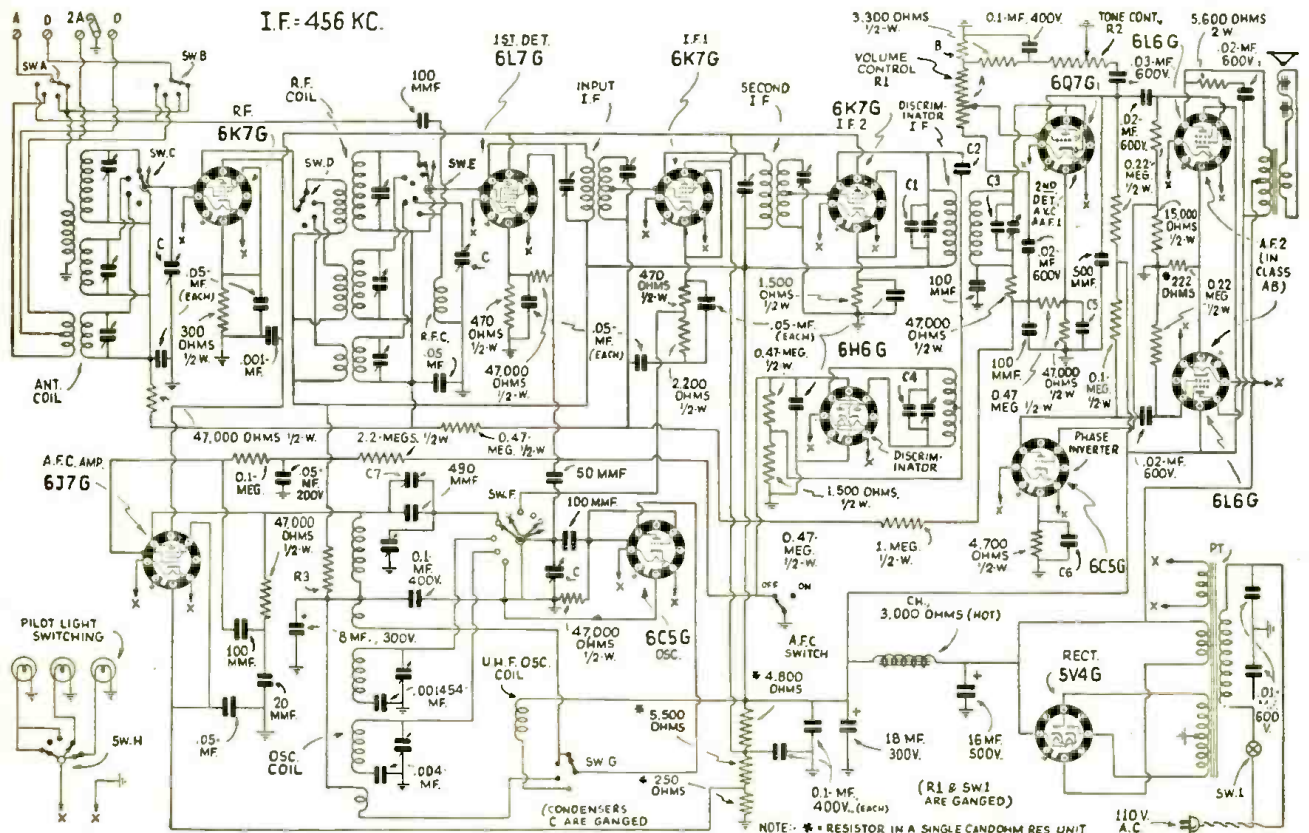 I.F. = 456 KC.
A
D
2A
D
SW.A
SW.B
R.F.
6K7G
SW.C
C
.05-
MF.
(EACH)
300
OHMS
1/2 W.
.001-
MF.
ANT.
COIL
R.F.
COIL
100
MMF
SW.D
SW.E
C
R.F.C.
.05
MF.
1ST. DET.
6L7G
470
OHMS
1/2-W.
47,000
OHMS
1/2-W.
INPUT
I.F.
.05-
MF.
(EACH)
I.F.1
6K7G
470
OHMS
1/2-W.
2,200
OHMS
1/2-W.
SECOND
I.F.
6K7G
I.F.2
1,500
OHMS
1/2-W.
.05-MF.
(EACH)
0.47-MEG.
1/2-W.
6H6G
C4
DISCRIM-
INATOR
1,500 OHMS,
1/2 W.
DISCRIM-
INATOR
I.F.
C2
C1
C3
100
MMF.
47,000
OHMS
1/2-W.
3,300 OHMS
1/2-W.
B
VOLUME
CONTROL
R1
A
0.1-MF. 400V.
TONE CONT.,
R2
6Q7G
2ND
DET.
A.V.C.
& A.F.1
.02-
MF.
600V
500
MMF.
C5
100
MMF.
0.47
MEG. 1/2 W
47,000
OHMS
1/2-W.
0.1-
MEG.
1/2-W.
.03-MF.
600V.
.02-
MF.
600V.
0.22-
MEG.
1/2 W
15,000
OHMS
1/2-W.
* 222
OHMS
0.22
MEG.
1/2 W
5,600 OHMS
2 W.
6L6G
.02-MF.
600V.
A.F.2
(IN
CLASS
AB)
6L6G
PHASE
INVERTER
.02-MF.
600V.
6C5G
4,700
OHMS
1/2-W.
C6
47,000 OHMS 1/2-W.
2.2-MEGS. 1/2W
0.47-
MEG. 1/2-W.
A.F.C. AMP.
6J7G
0.1-
MEG.
.05-
MF.
200V.
C7
490
MMF
SW.F
50 MMF
100 MMF.
C
6C5G
OSC.
47,000
OHMS
1/2-W.
47,000
OHMS
1/2-W.
R3
0.1-
MF.
400V.
8 MF., 300V.
100
MMF.
20
MMF.
.05-
MF.
.001454-
MF.
.004-
MF.
OSC.
COIL
U.H.F. OSC.
COIL
SW.G
(CONDENSERS
C ARE GANGED)
0.47-
MEG.
1/2-W.
1. MEG.
1/2-W.
OFF
ON
A.F.C.
SWITCH
* 4,800
OHMS
* 5,500
OHMS
* 250
OHMS
0.1-MF.
400V., (EACH)
18 MF.
300V.
CH.,
3,000 OHMS (HOT)
16 MF.
500V.
RECT.
5V4G
PT
.01-
MF.
600
V.
SW.1
110 V.
A.C.
(R1 & SW1
ARE GANGED)
PILOT LIGHT
SWITCHING
SW.H
X
X
NOTE:- * = RESISTOR IN A SINGLE CANDOHM RES. UNIT